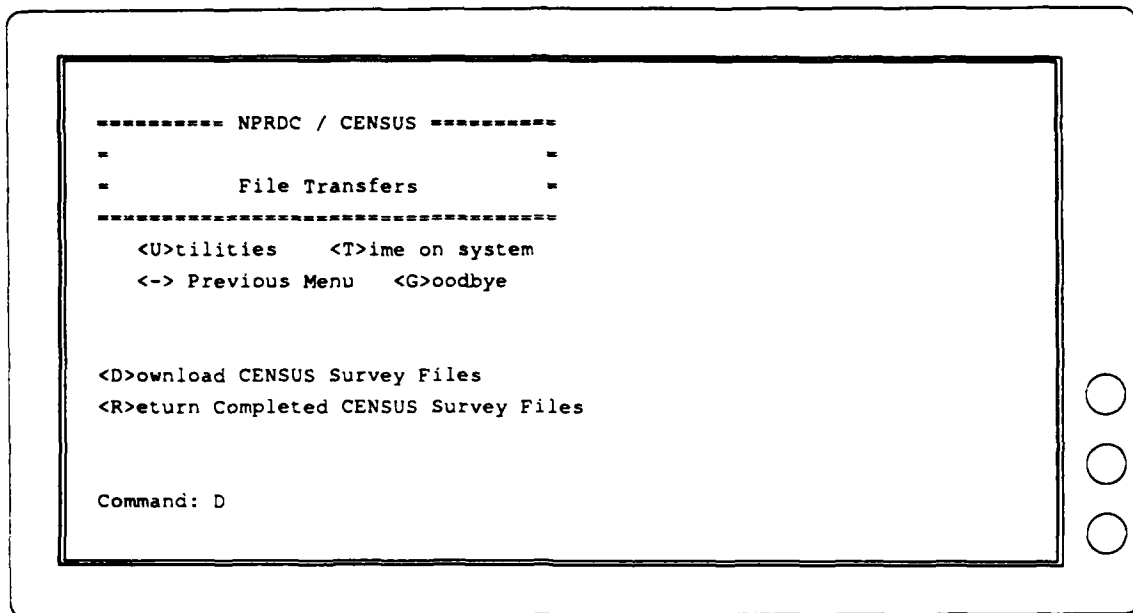 ========== NPRDC / CENSUS ==========
=                                  =
=          File Transfers          =
====================================
<U>tilities    <T>ime on system
<-> Previous Menu   <G>oodbye
<D>ownload CENSUS Survey Files
<R>eturn Completed CENSUS Survey Files
Command: D